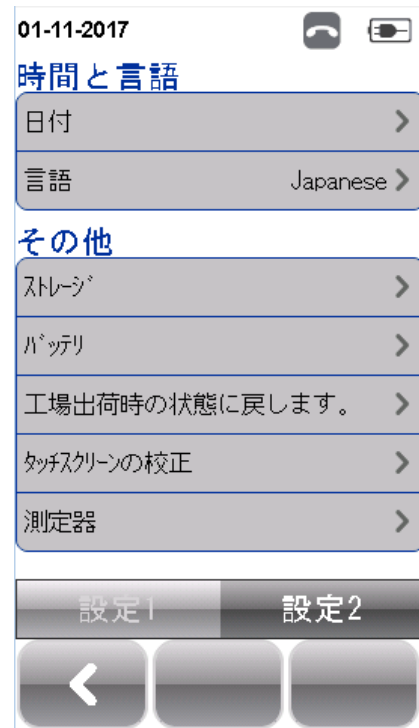 01-11-2017
時間と言語
日付
言語 Japanese
その他
ｽﾄﾚｰｼﾞ
ﾊﾞｯﾃﾘ
工場出荷時の状態に戻します。
ﾀｯﾁｽｸﾘｰﾝの校正
測定器
設定1 設定2